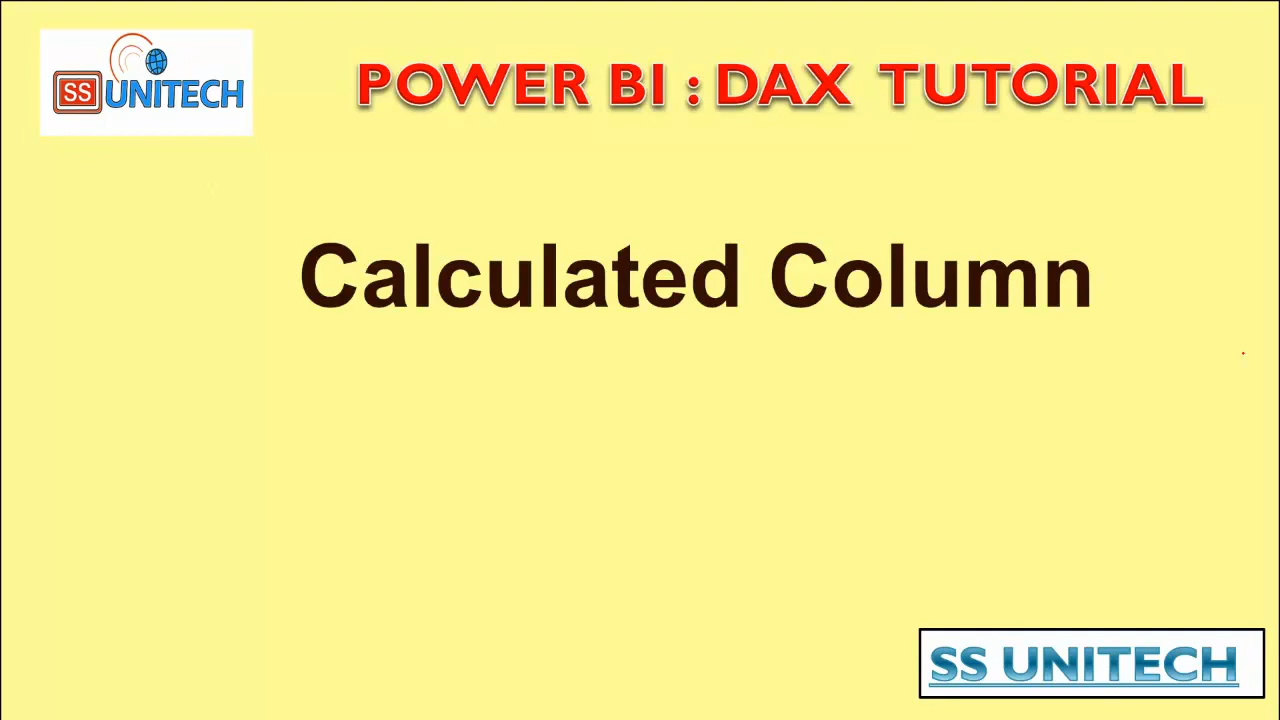 SS UNITECH
POWER BI : DAX TUTORIAL
Calculated Column
SS UNITECH